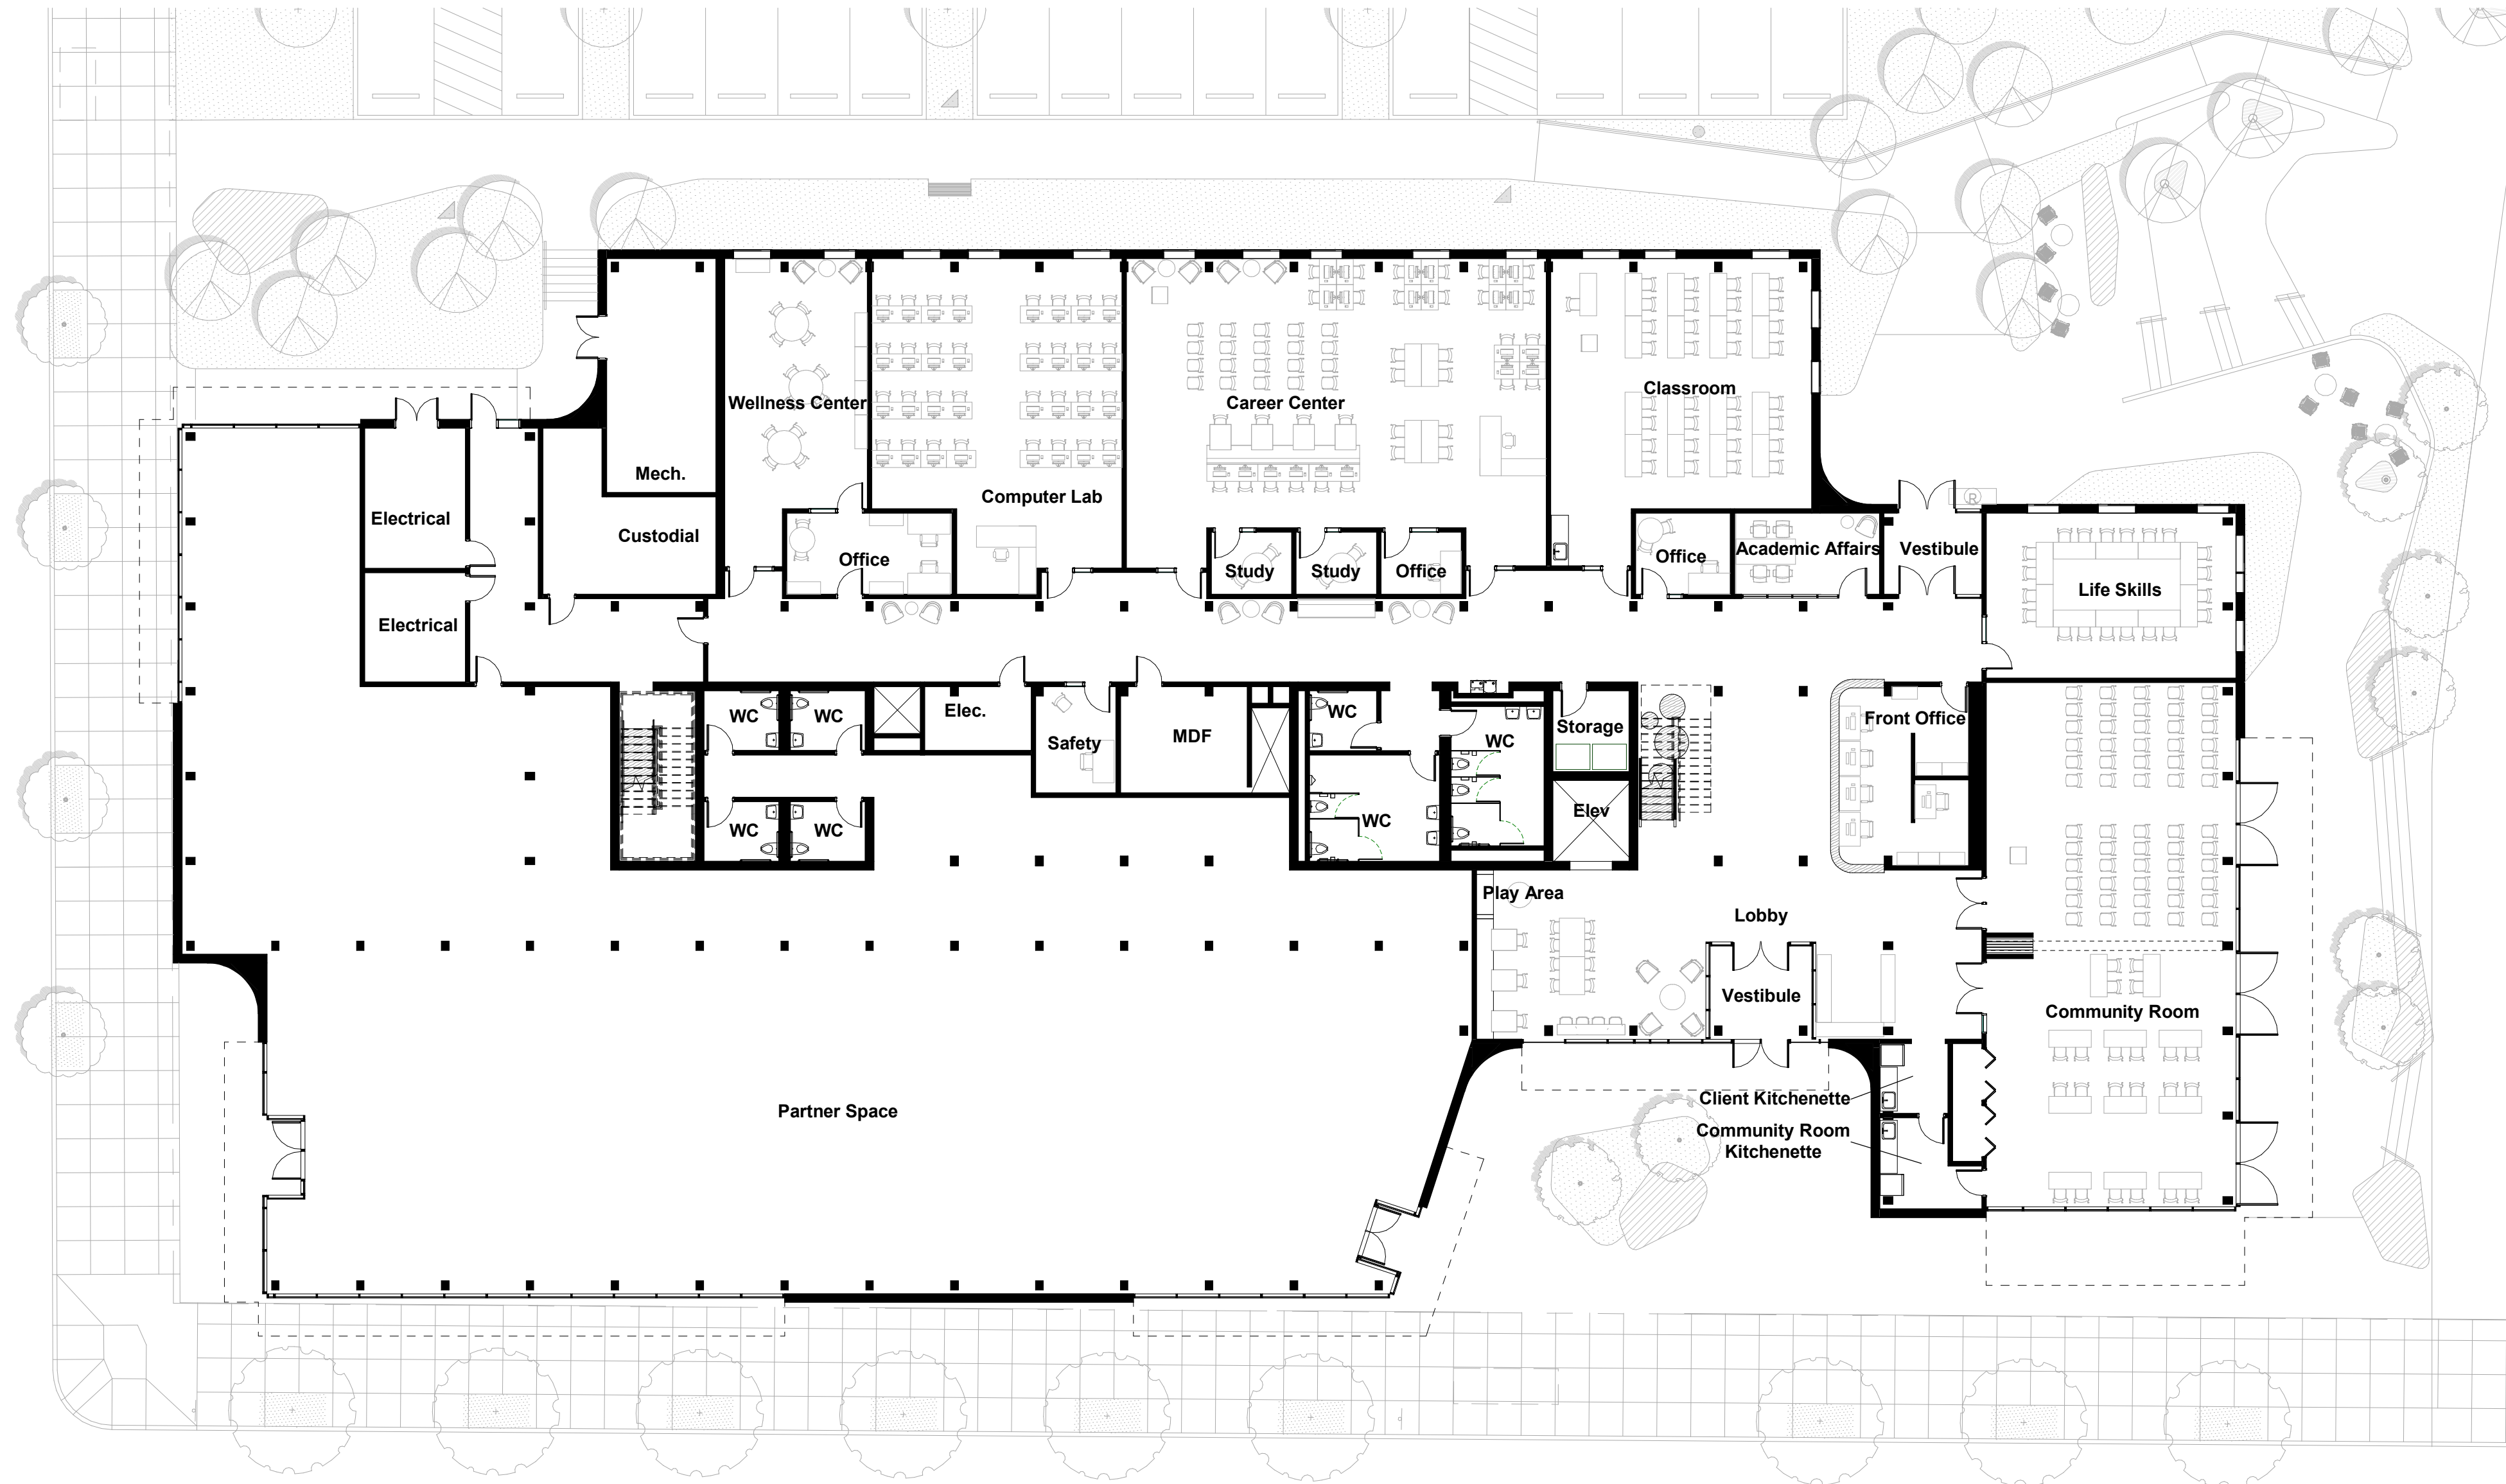 Wellness Center
Career Center
Classroom
Mech.
Computer Lab
Electrical
Custodial
Office
Study
Study
Office
Office
Academic Affairs
Vestibule
Life Skills
R
Electrical
WC
WC
Elec.
Safety
MDF
WC
WC
Storage
Front Office
WC
WC
WC
Elev
Play Area
Lobby
Vestibule
Community Room
Client Kitchenette
Partner Space
Community Room
Kitchenette